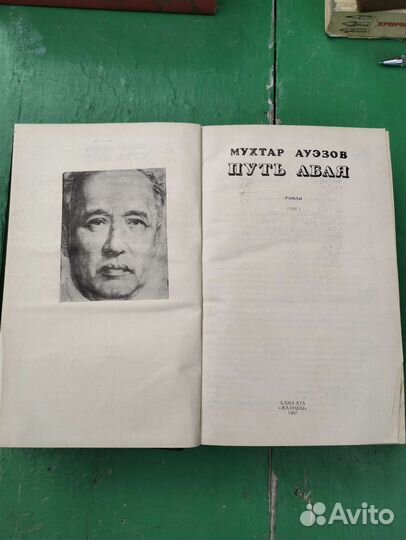 МУХТАР АУЭЗОВ
ПУТЬ АБАЯ
РОМАН
ТОМ I
АЛМА-АТА
«ЖАЗУШЫ»
Avito